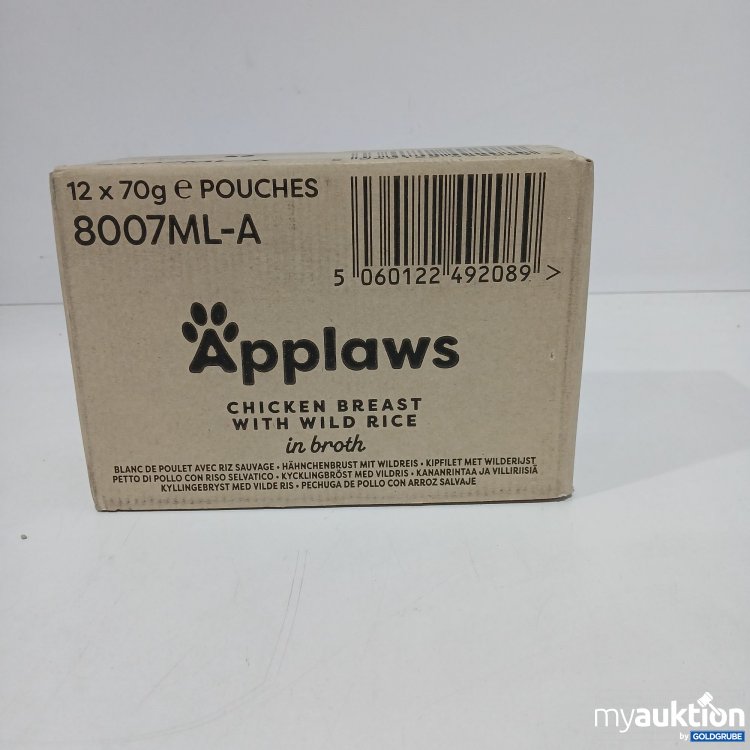 12 x 70g ℮ POUCHES
8007ML-A
5 060122 492089 >
Applaws
CHICKEN BREAST
WITH WILD RICE
in broth
BLANC DE POULET AVEC RIZ SAUVAGE • HÄHNCHENBRUST MIT WILDREIS • KIPFILET MET WILDERIJST
PETTO DI POLLO CON RISO SELVATICO • KYCKLINGBRÖST MED VILDRIS • KANANRINTAA JA VILLIRIISIÄ
KYLLINGEBRYST MED VILDE RIS • PECHUGA DE POLLO CON ARROZ SALVAJE
myauktion
by GOLDGRUBE